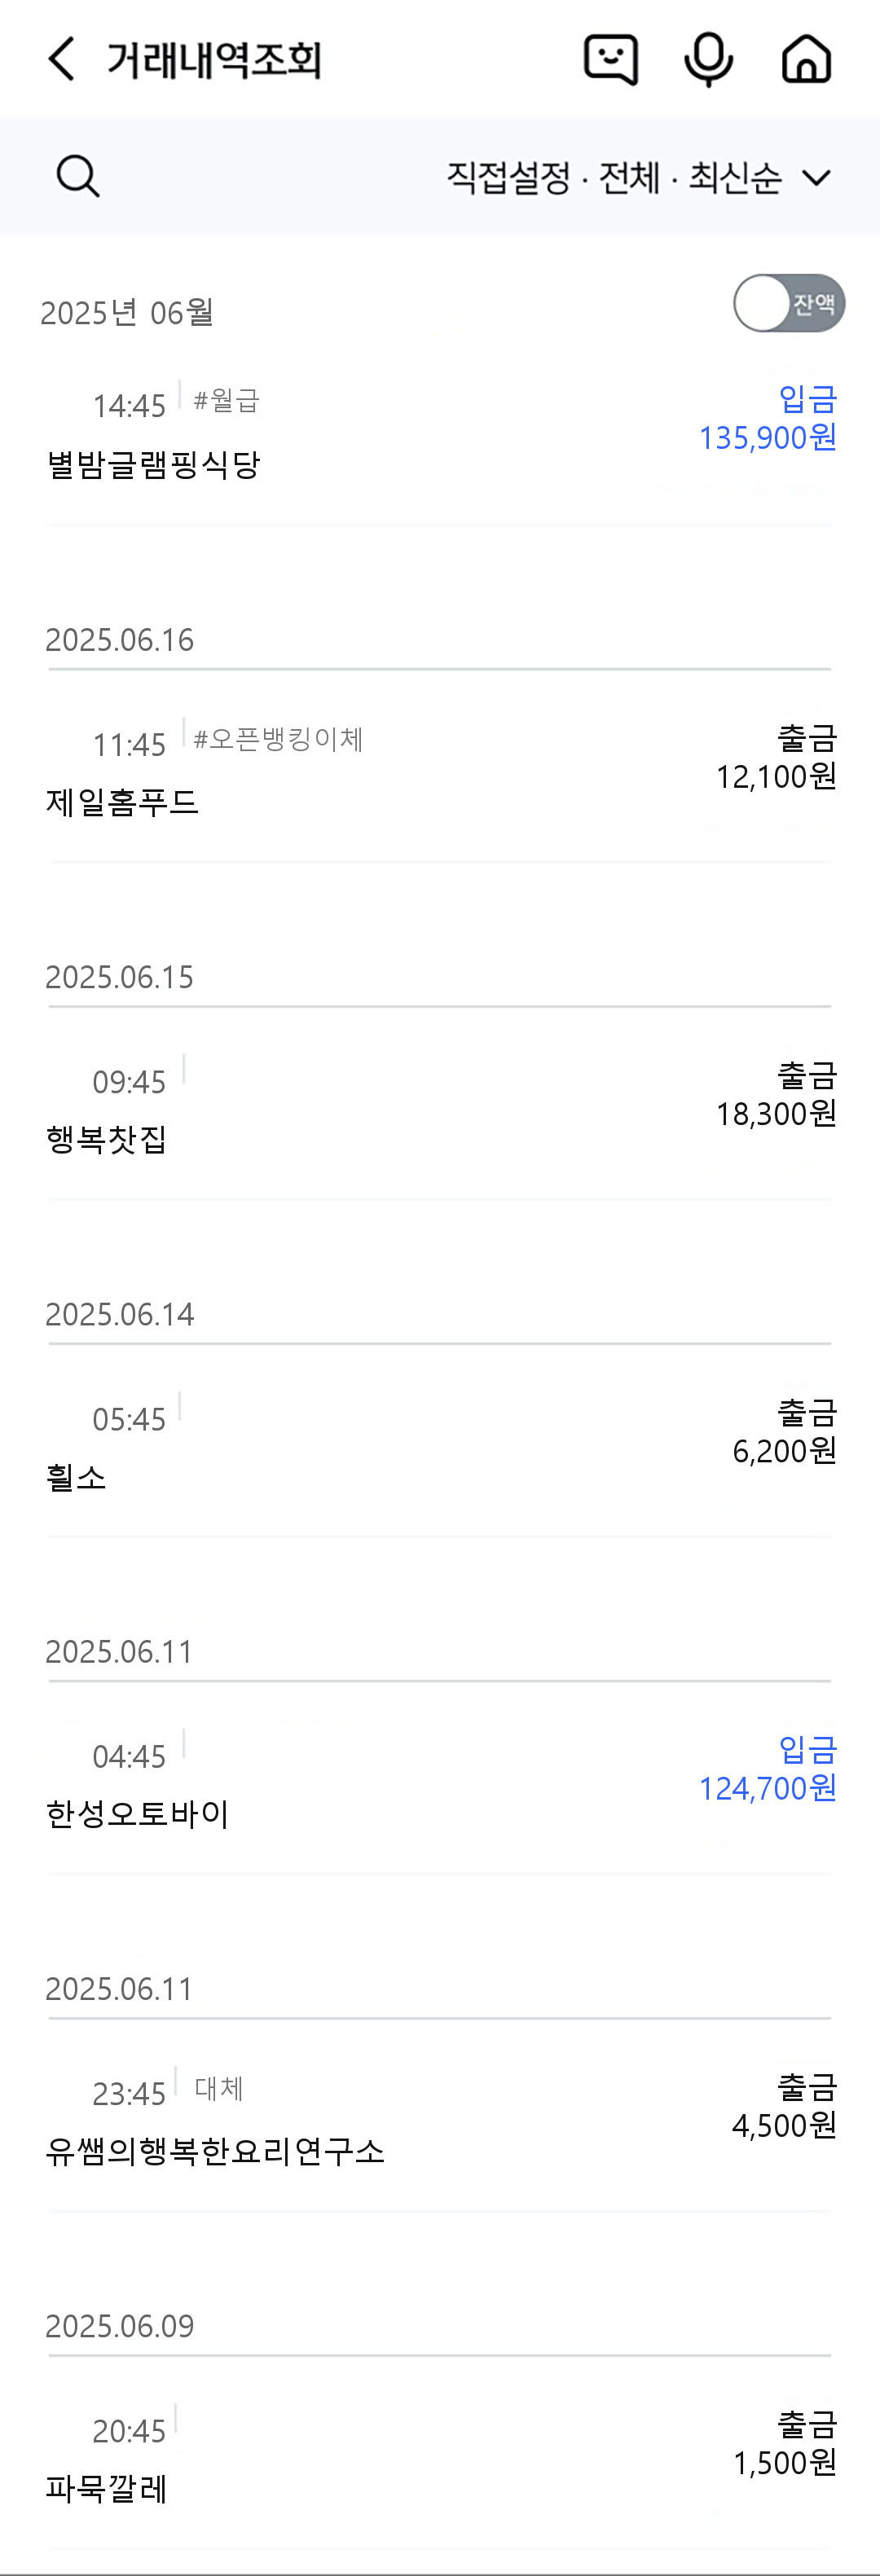 거래내역조회
직접설정 · 전체 · 최신순
2025년 06월
잔액
14:45 #월급
입금
135,900원
별밤글램핑식당
2025.06.16
11:45 #오픈뱅킹이체
출금
12,100원
제일홈푸드
2025.06.15
09:45
출금
18,300원
행복찻집
2025.06.14
05:45
출금
6,200원
휠소
2025.06.11
04:45
입금
124,700원
한성오토바이
2025.06.11
23:45 대체
출금
4,500원
유쌤의행복한요리연구소
2025.06.09
20:45
출금
1,500원
파묵깔레